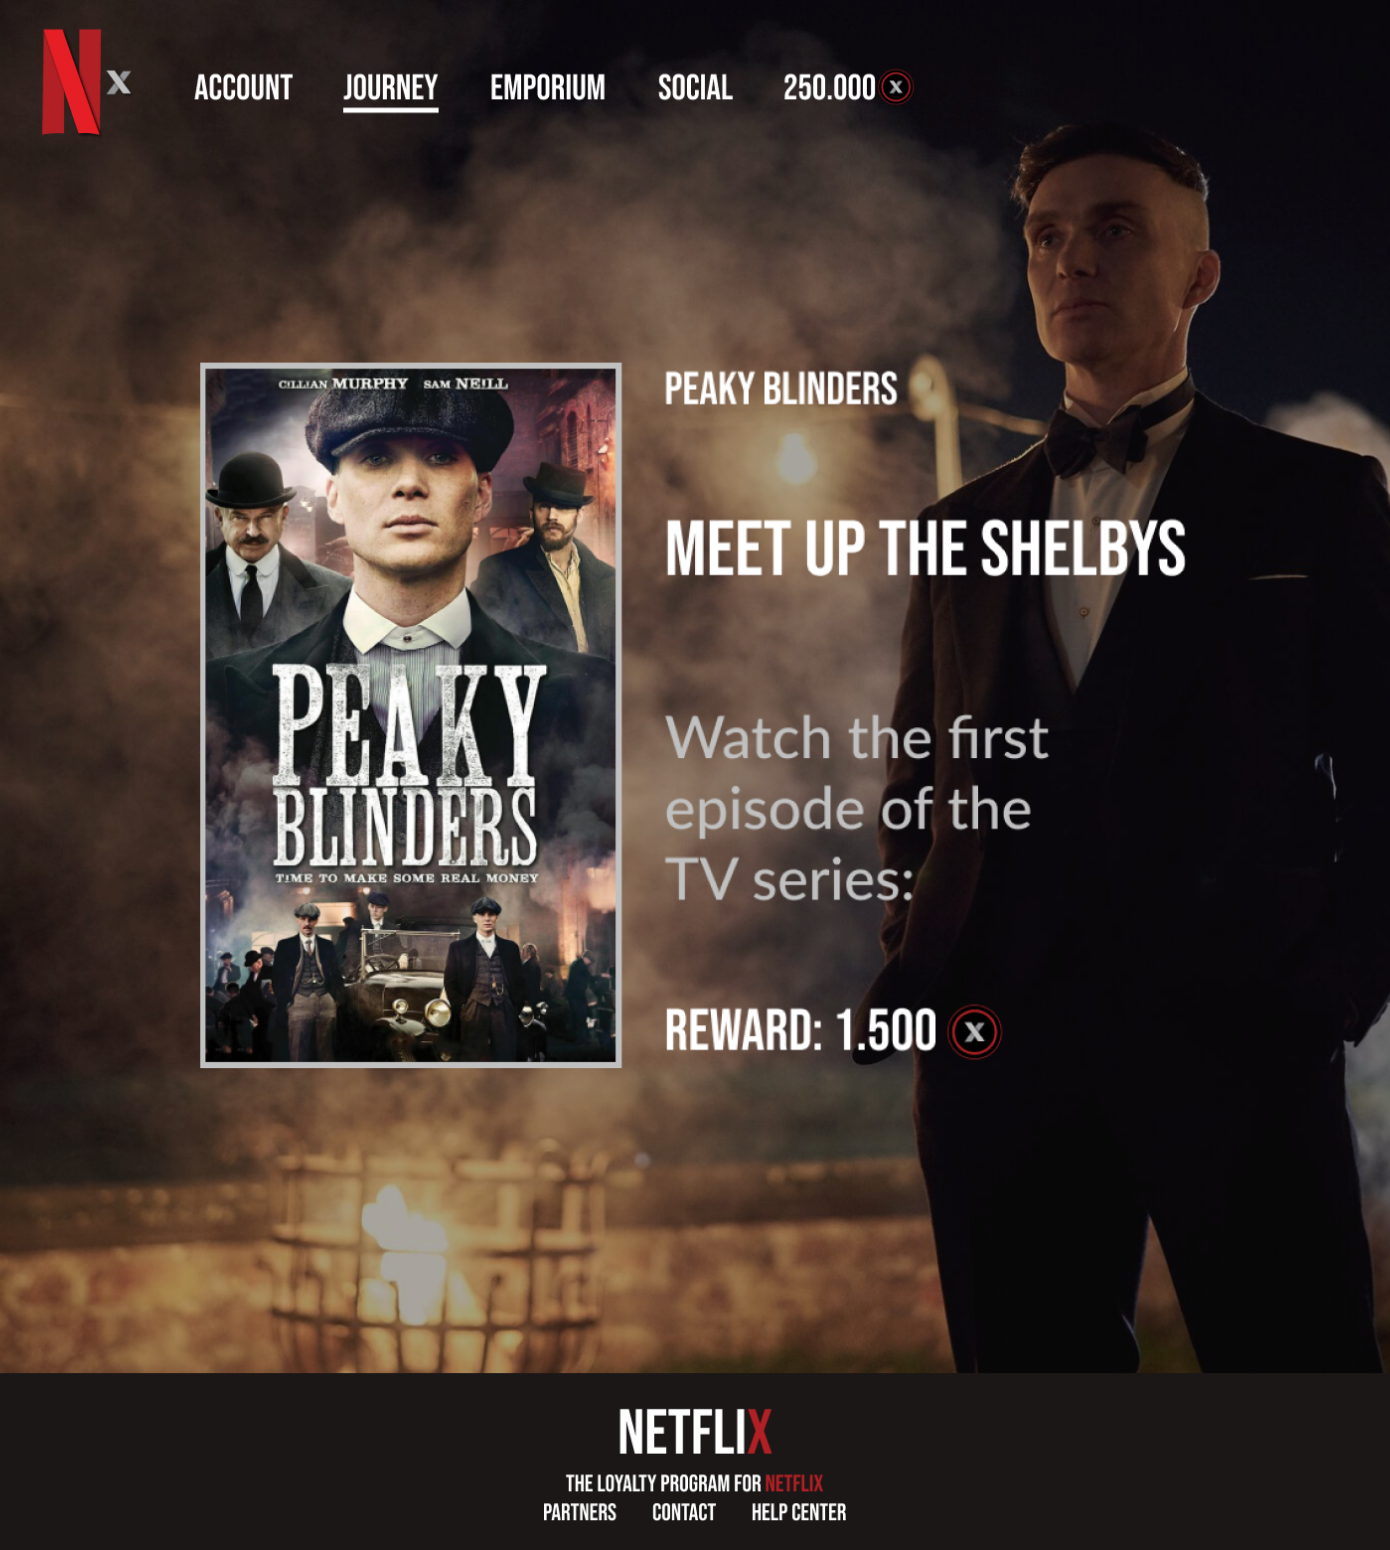 N X
ACCOUNT JOURNEY EMPORIUM SOCIAL 250.000 X
CILLIAN MURPHY SAM NEILL
PEAKY
BLINDERS
TIME TO MAKE SOME REAL MONEY
PEAKY BLINDERS
MEET UP THE SHELBYS
Watch the first
episode of the
TV series:
REWARD: 1.500 X
NETFLIX
THE LOYALTY PROGRAM FOR NETFLIX
PARTNERS CONTACT HELP CENTER